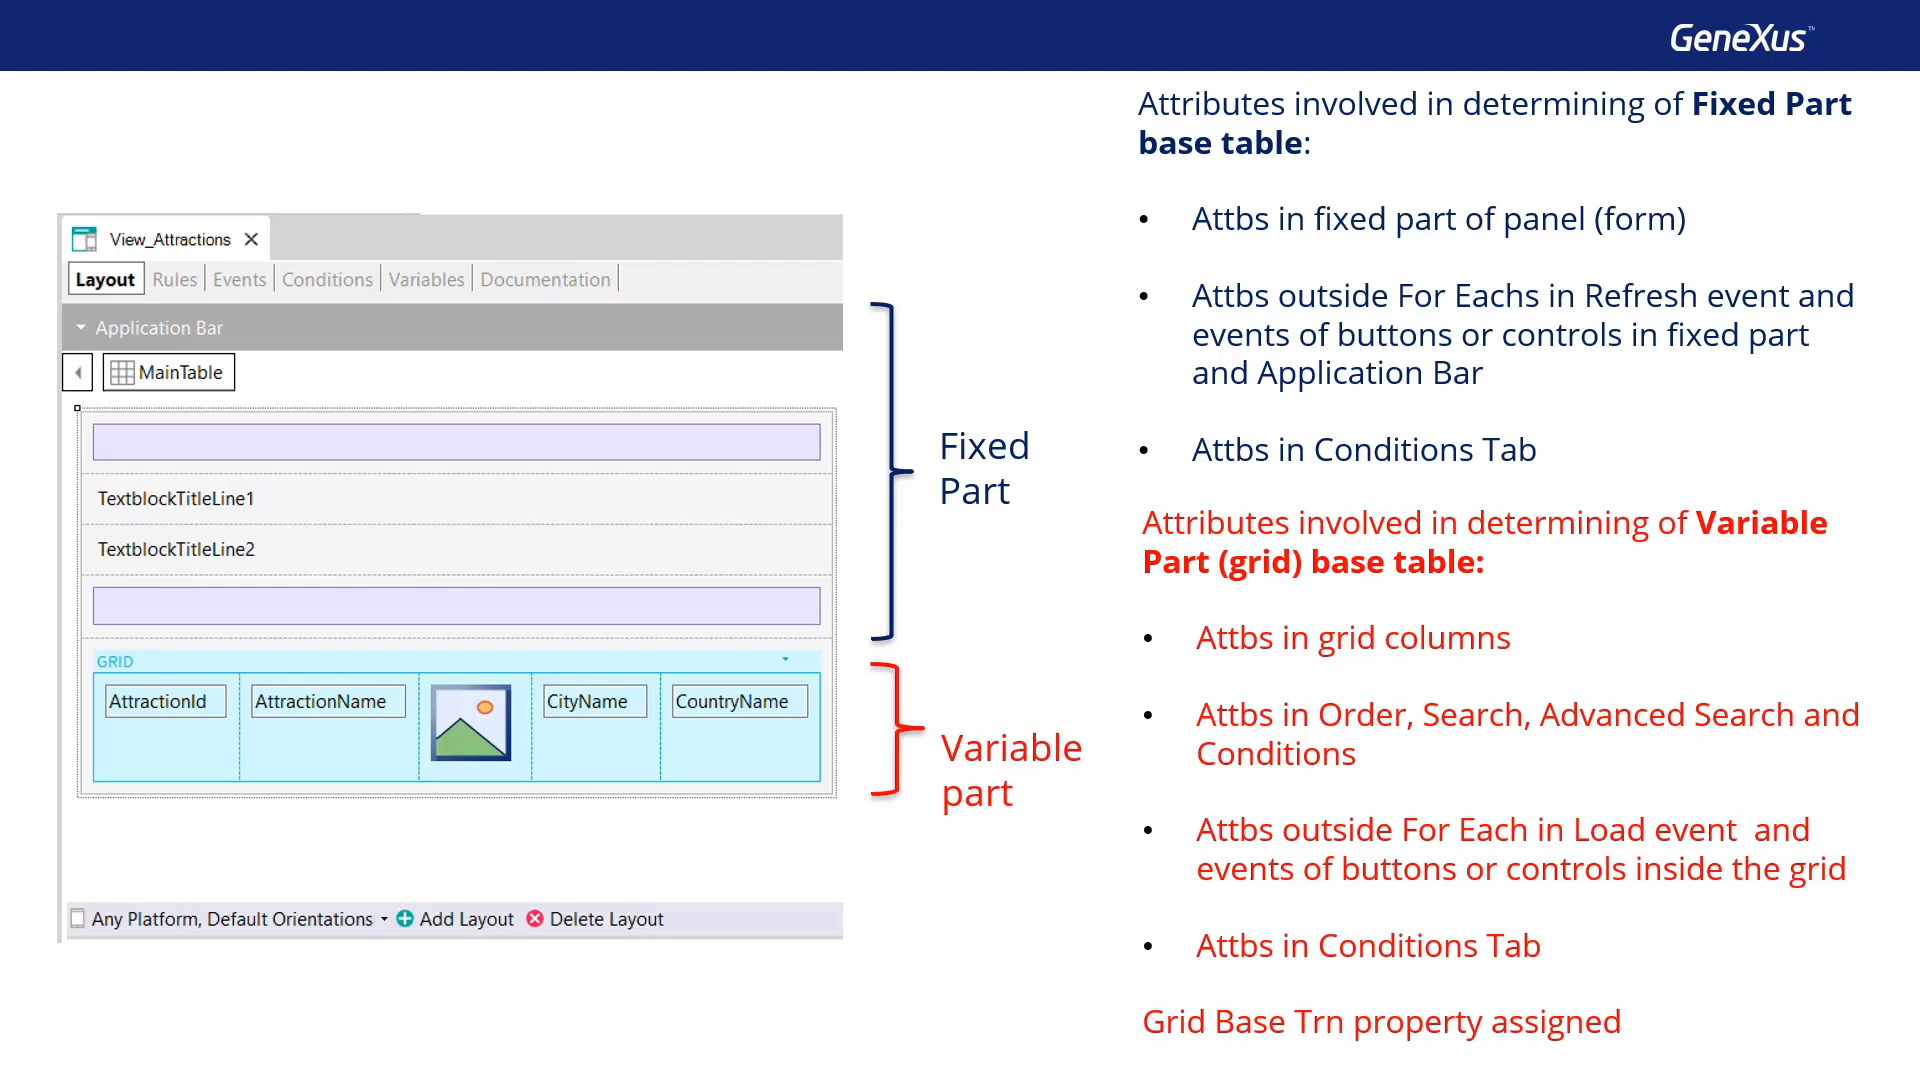 GeneXus™
Attributes involved in determining of Fixed Part
base table:
• Attbs in fixed part of panel (form)
• Attbs outside For Eachs in Refresh event and
events of buttons or controls in fixed part
and Application Bar
• Attbs in Conditions Tab
Attributes involved in determining of Variable
Part (grid) base table:
• Attbs in grid columns
• Attbs in Order, Search, Advanced Search and
Conditions
• Attbs outside For Each in Load event and
events of buttons or controls inside the grid
• Attbs in Conditions Tab
Grid Base Trn property assigned
View_Attractions
Layout Rules Events Conditions Variables Documentation
Application Bar
MainTable
TextblockTitleLine1
TextblockTitleLine2
GRID
AttractionId AttractionName CityName CountryName
Any Platform, Default Orientations Add Layout Delete Layout
Fixed
Part
Variable
part